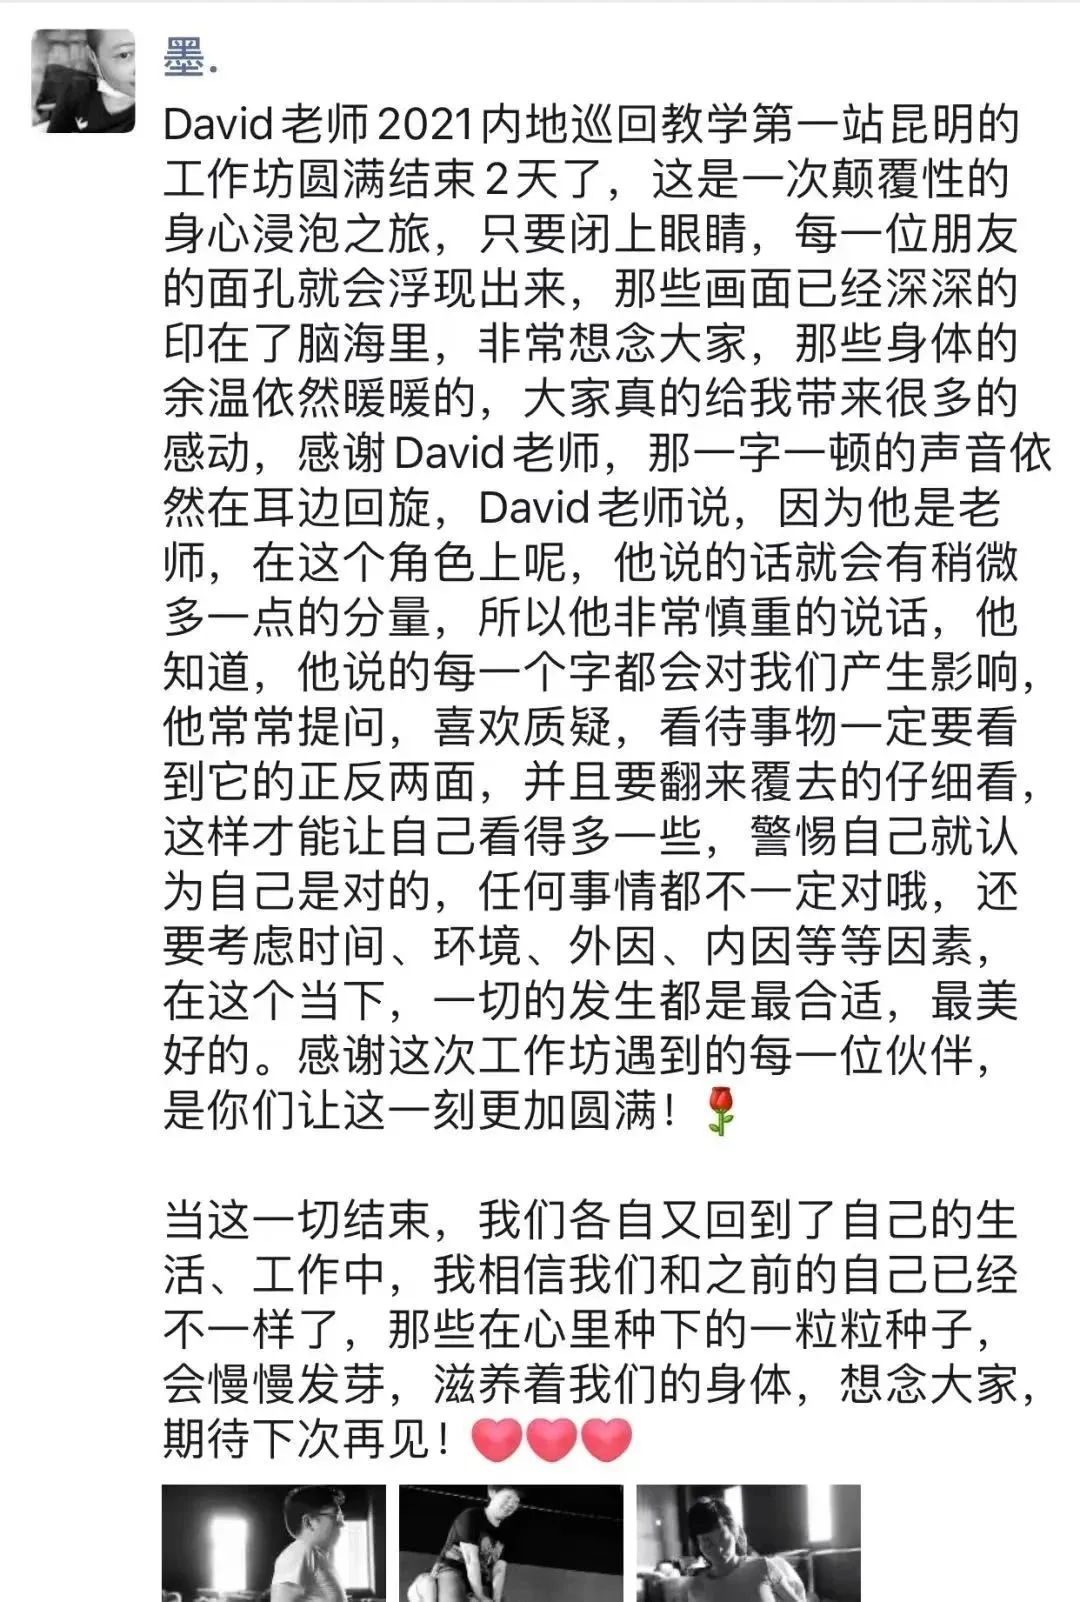 墨.
David老师2021内地巡回教学第一站昆明的
工作坊圆满结束2天了，这是一次颠覆性的
身心浸泡之旅，只要闭上眼睛，每一位朋友
的面孔就会浮现出来，那些画面已经深深的
印在了脑海里，非常想念大家，那些身体的
余温依然暖暖的，大家真的给我带来很多的
感动，感谢David老师，那一字一顿的声音依
然在耳边回旋，David老师说，因为他是老
师，在这个角色上呢，他说的话就会有稍微
多一点的分量，所以他非常慎重的说话，他
知道，他说的每一个字都会对我们产生影响，
他常常提问，喜欢质疑，看待事物一定要看
到它的正反两面，并且要翻来覆去的仔细看，
这样才能让自己看得多一些，警惕自己就认
为自己是对的，任何事情都不一定对哦，还
要考虑时间、环境、外因、内因等等因素，
在这个当下，一切的发生都是最合适，最美
好的。感谢这次工作坊遇到的每一位伙伴，
是你们让这一刻更加圆满！🌹
当这一切结束，我们各自又回到了自己的生
活、工作中，我相信我们和之前的自己已经
不一样了，那些在心里种下的一粒粒种子，
会慢慢发芽，滋养着我们的身体，想念大家，
期待下次再见！❤❤❤